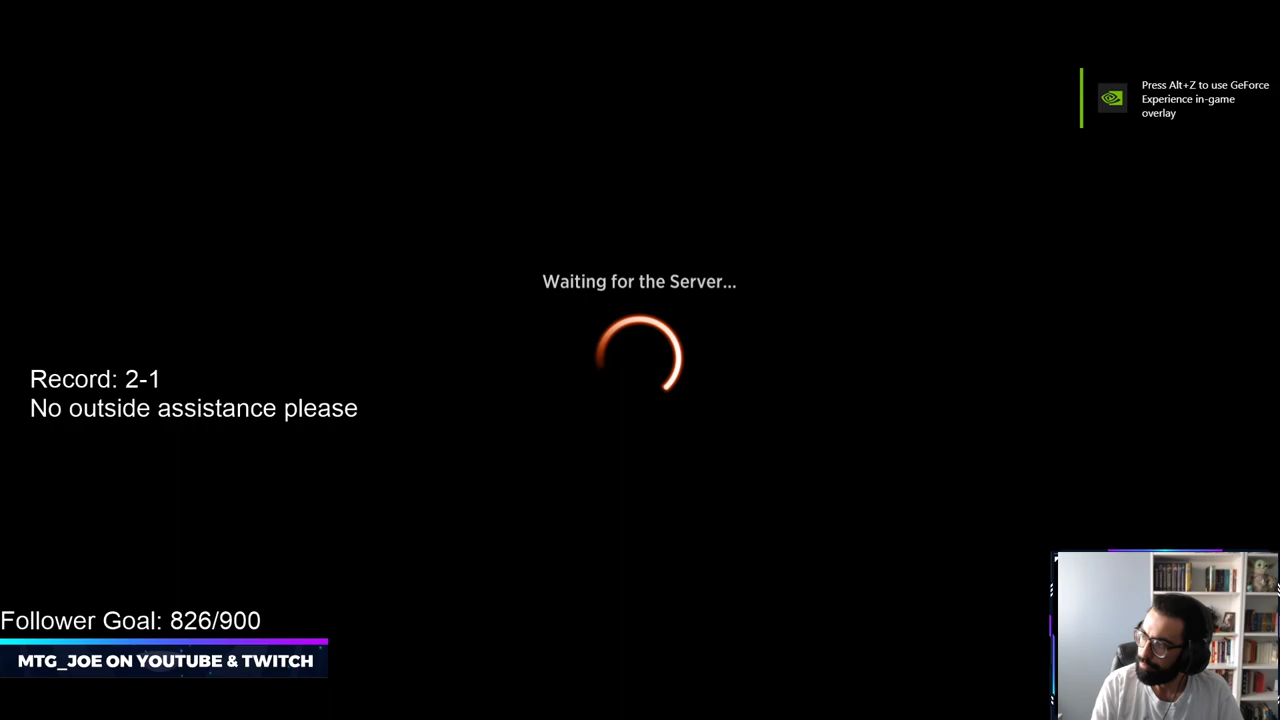 Press Alt+Z to use GeForce
Experience in-game
overlay
Waiting for the Server...
Record: 2-1
No outside assistance please
Follower Goal: 826/900
MTG_JOE ON YOUTUBE & TWITCH